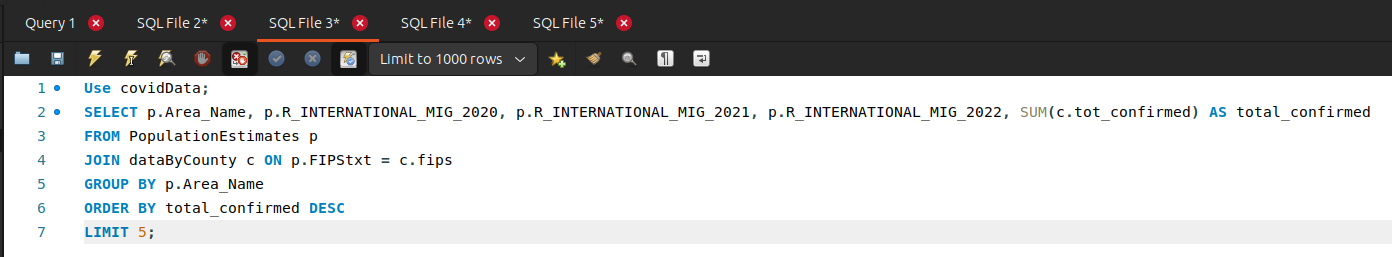 Query 1
SQL File 2*
SQL File 3*
SQL File 4*
SQL File 5*
Limit to 1000 rows
1 Use covidData;
2 SELECT p.Area_Name, p.R_INTERNATIONAL_MIG_2020, p.R_INTERNATIONAL_MIG_2021, p.R_INTERNATIONAL_MIG_2022, SUM(c.tot_confirmed) AS total_confirmed
3 FROM PopulationEstimates p
4 JOIN dataByCounty c ON p.FIPStxt = c.fips
5 GROUP BY p.Area_Name
6 ORDER BY total_confirmed DESC
7 LIMIT 5;